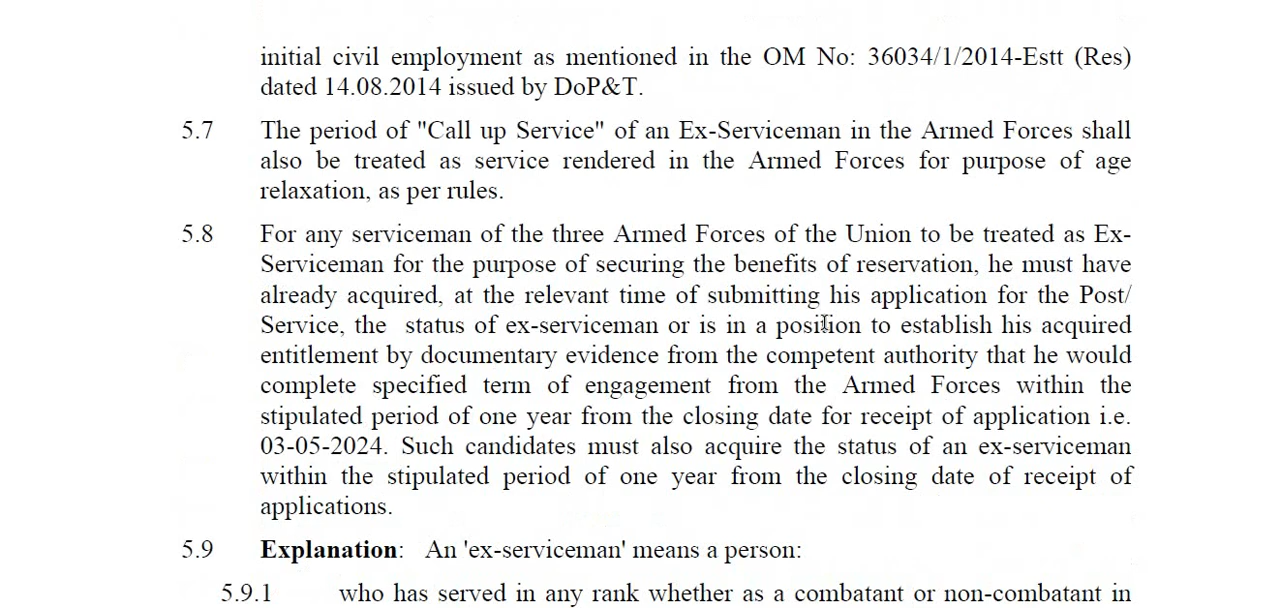 initial civil employment as mentioned in the OM No: 36034/1/2014-Estt (Res)
dated 14.08.2014 issued by DoP&T.
5.7 The period of "Call up Service" of an Ex-Serviceman in the Armed Forces shall
also be treated as service rendered in the Armed Forces for purpose of age
relaxation, as per rules.
5.8 For any serviceman of the three Armed Forces of the Union to be treated as Ex-
Serviceman for the purpose of securing the benefits of reservation, he must have
already acquired, at the relevant time of submitting his application for the Post/
Service, the status of ex-serviceman or is in a position to establish his acquired
entitlement by documentary evidence from the competent authority that he would
complete specified term of engagement from the Armed Forces within the
stipulated period of one year from the closing date for receipt of application i.e.
03-05-2024. Such candidates must also acquire the status of an ex-serviceman
within the stipulated period of one year from the closing date of receipt of
applications.
5.9 Explanation: An 'ex-serviceman' means a person:
5.9.1 who has served in any rank whether as a combatant or non-combatant in